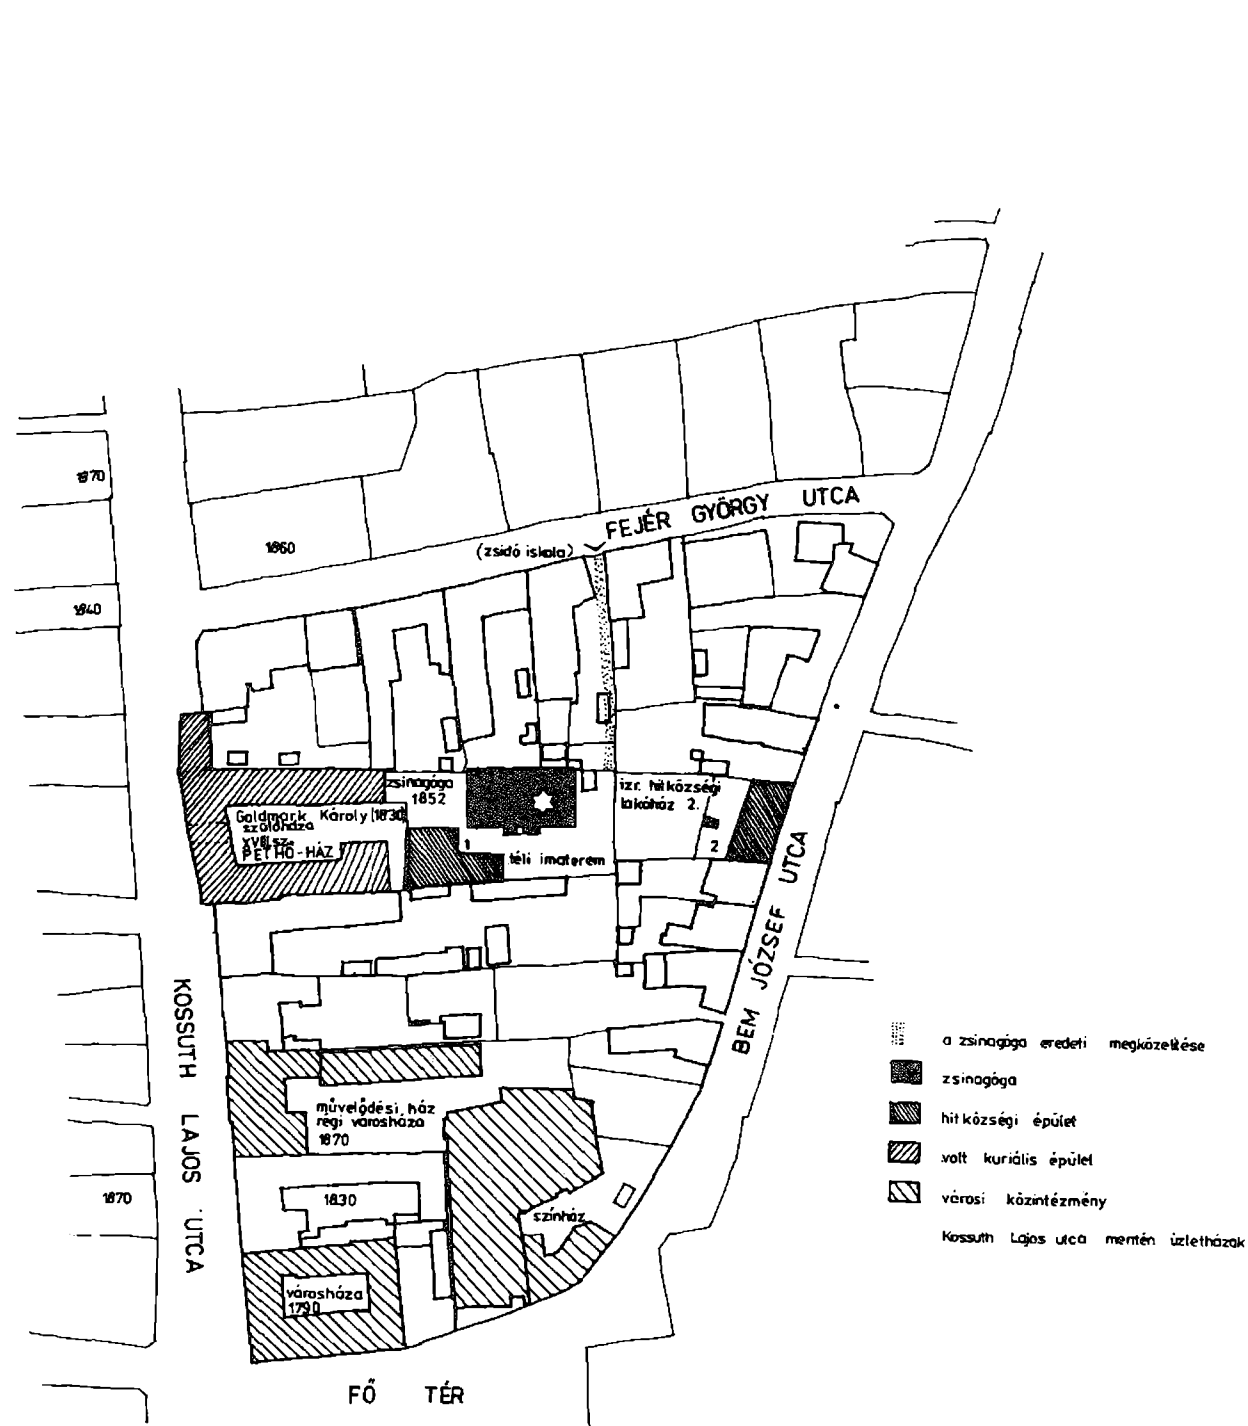 1870
1860
1840
FEJÉR GYÖRGY UTCA
(zsidó iskola)
zsinagóga
1852
izr. hitközségi
lakóház 2.
Goldmark Károly (1830)
szülőháza
XVIII. sz.
PETHŐ-HÁZ
1
téli imaterem
2
KOSSUTH LAJOS UTCA
BEM JÓZSEF UTCA
művelődési ház
régi városháza
1870
1870
1830
színház
városháza
1790
FŐ TÉR
a zsinagóga eredeti megközelítése
zsinagóga
hitközségi épület
volt kuriális épület
városi közintézmény
Kossuth Lajos utca mentén üzletházak